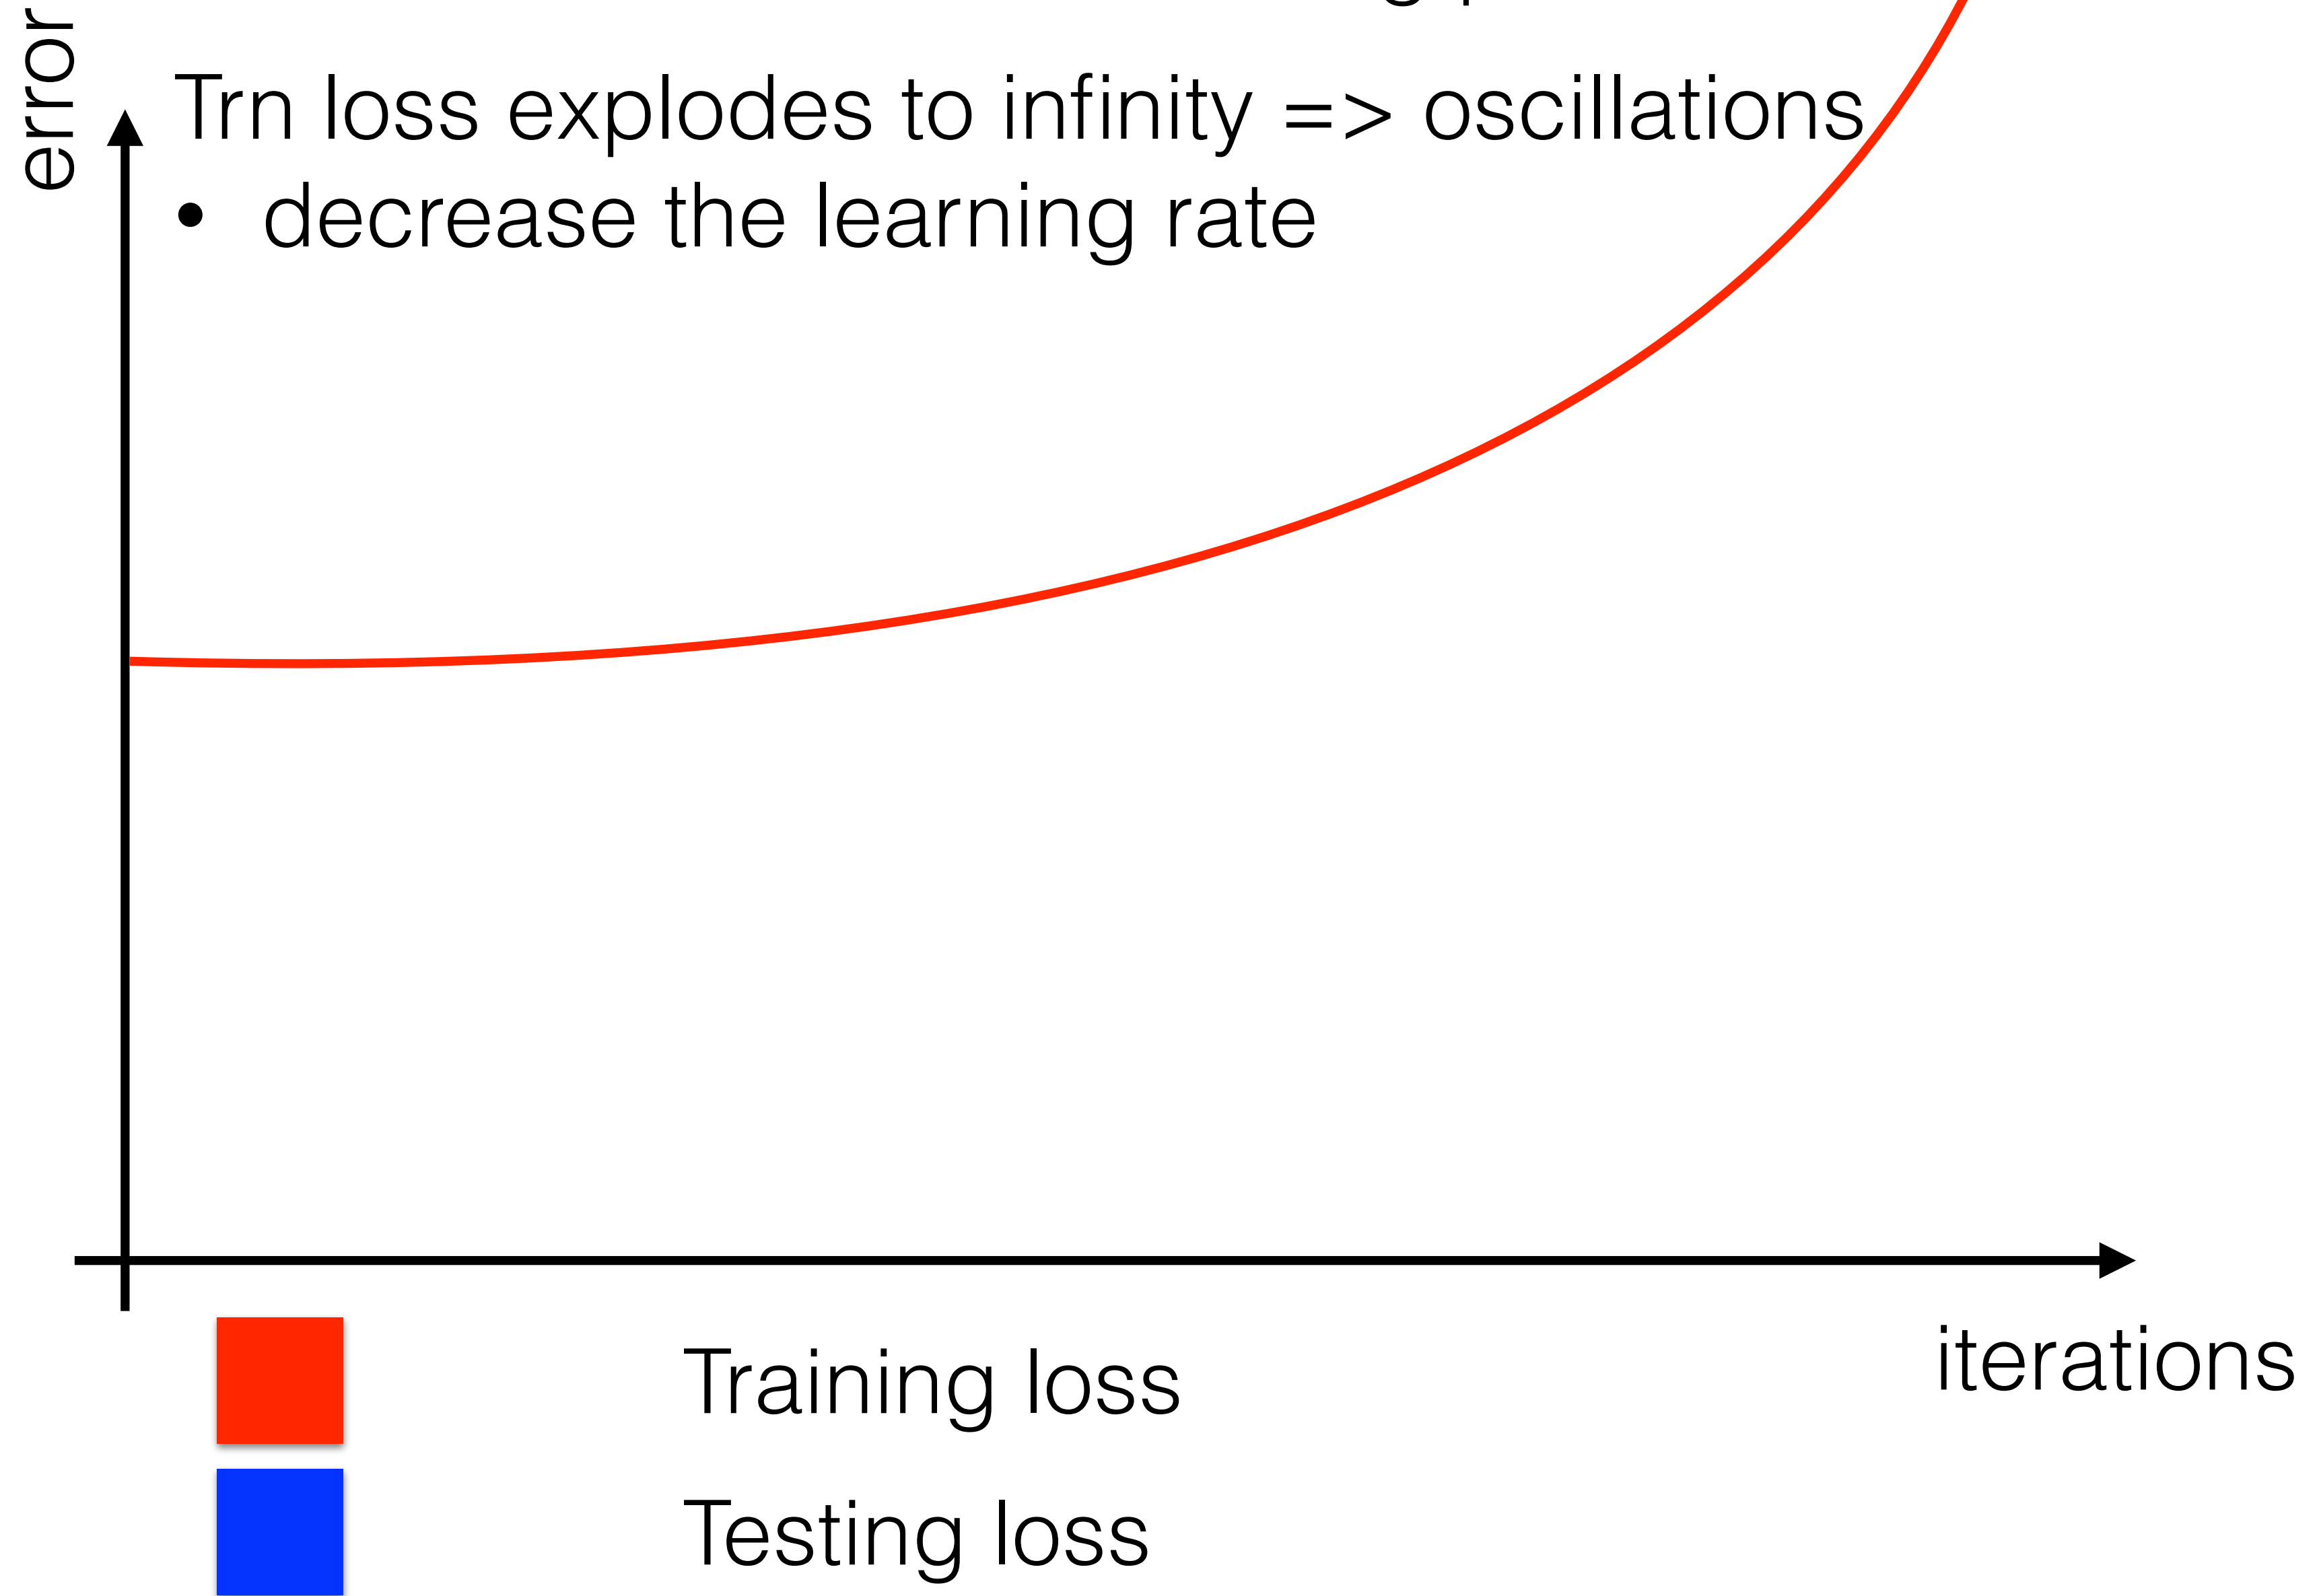 error
Trn loss explodes to infinity => oscillations
• decrease the learning rate
iterations
Training loss
Testing loss